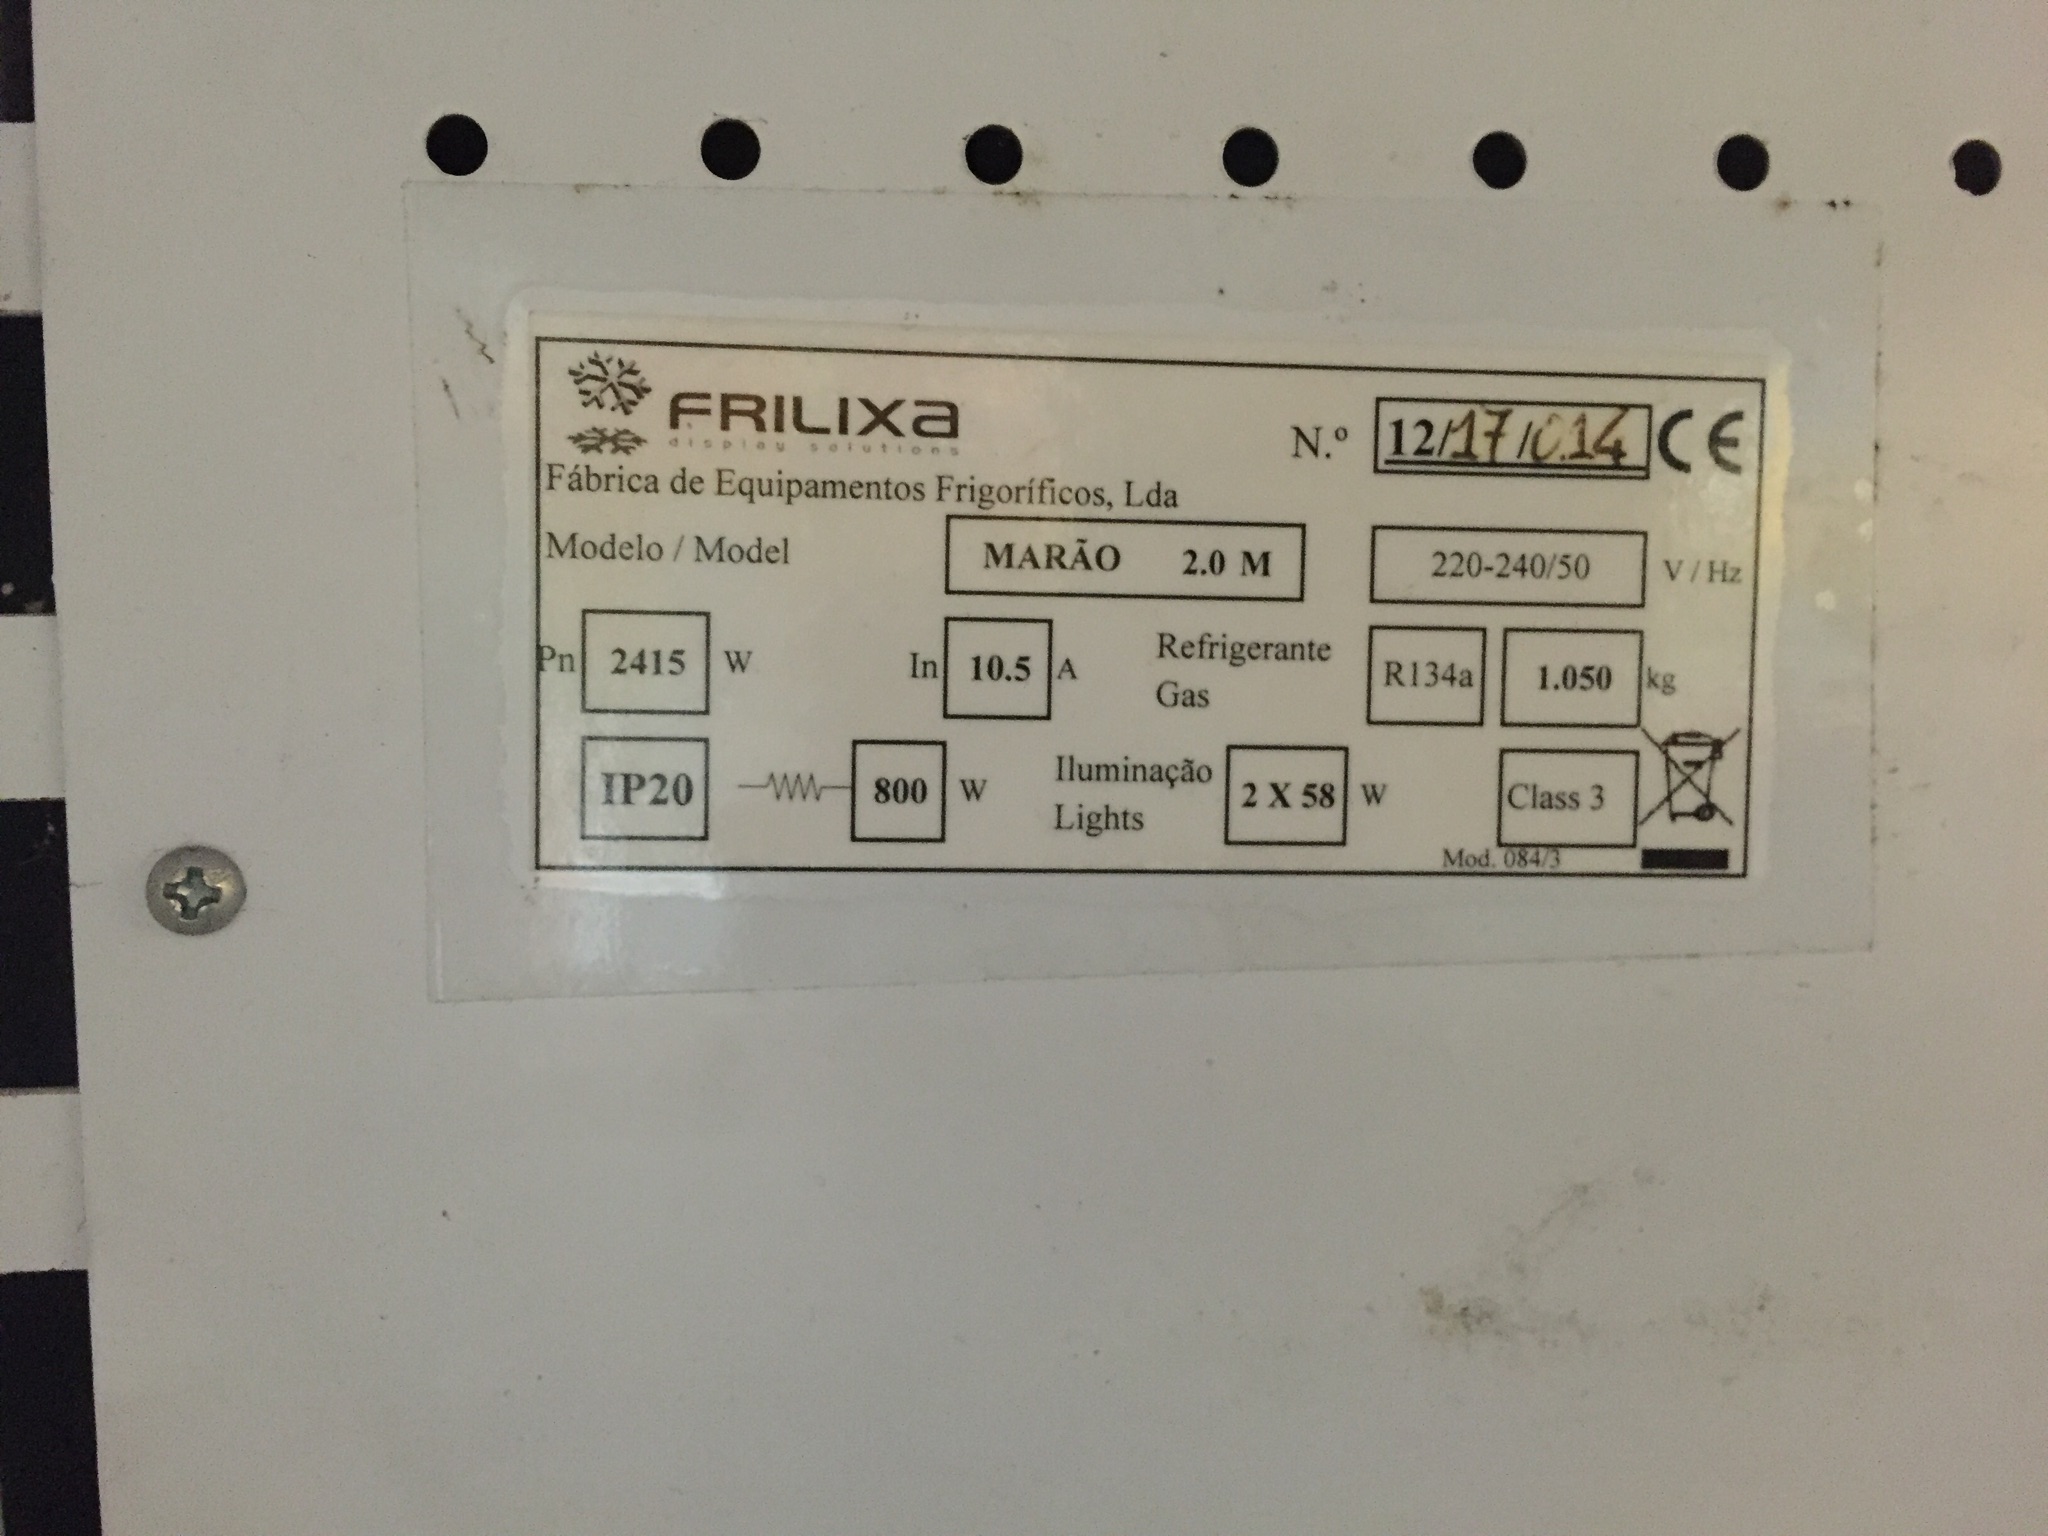 FRILIXa
display solutions
N.º 12/17/014 CE
Fábrica de Equipamentos Frigoríficos, Lda
Modelo / Model MARÃO 2.0 M 220-240/50 V / Hz
Pn 2415 W In 10.5 A Refrigerante Gas R134a 1.050 kg
IP20 800 W Iluminação Lights 2 X 58 W Class 3
Mod. 084/3